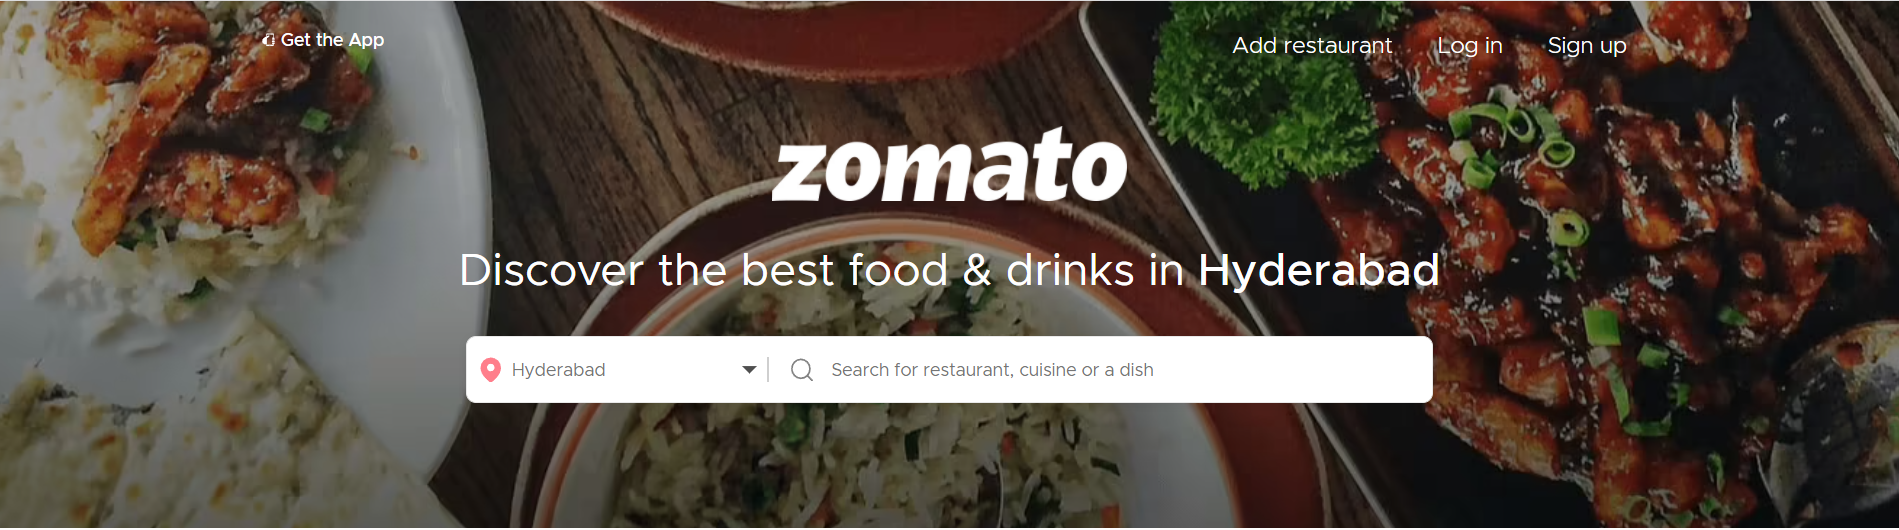 Get the App
Add restaurant
Log in
Sign up
zomato
Discover the best food & drinks in Hyderabad
Hyderabad
Search for restaurant, cuisine or a dish